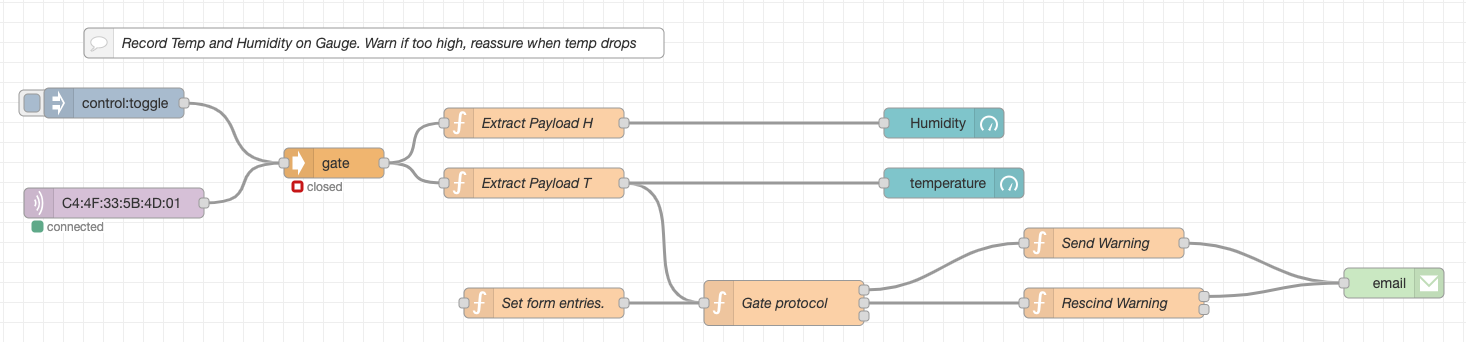 Record Temp and Humidity on Gauge. Warn if too high, reassure when temp drops
control:toggle
Extract Payload H
Humidity
gate
closed
Extract Payload T
temperature
C4:4F:33:5B:4D:01
connected
Send Warning
email
Set form entries.
Gate protocol
Rescind Warning